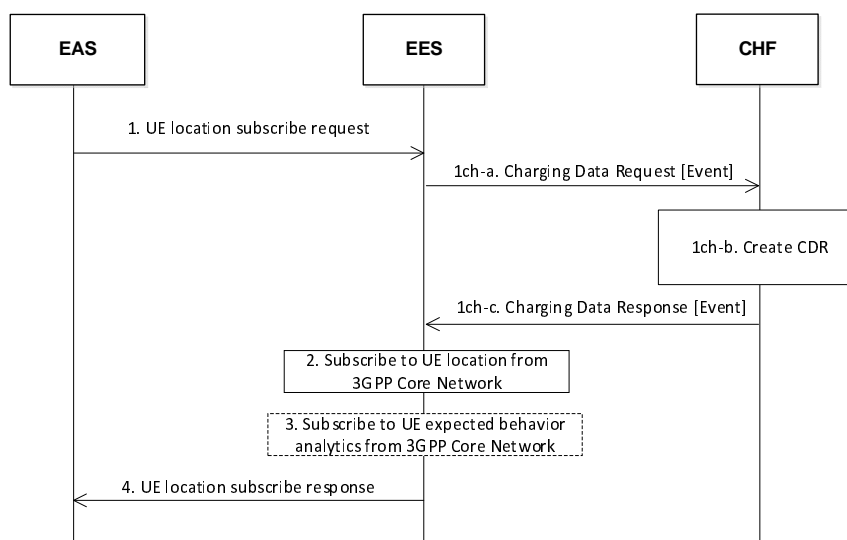 EAS
EES
CHF
1. UE location subscribe request
1ch-a. Charging Data Request [Event]
1ch-b. Create CDR
1ch-c. Charging Data Response [Event]
2. Subscribe to UE location from
3GPP Core Network
3. Subscribe to UE expected behavior
analytics from 3GPP Core Network
4. UE location subscribe response